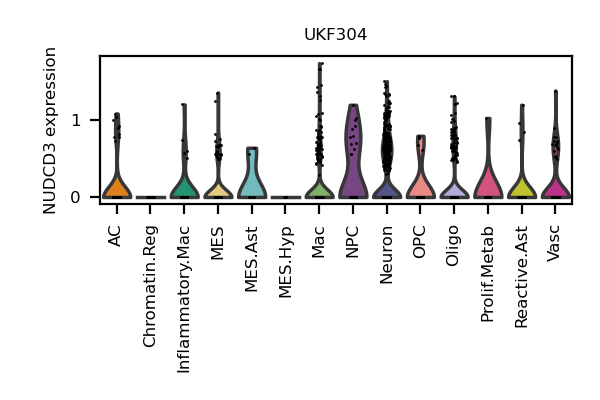 UKF304
NUDCD3 expression
1
0
AC
Chromatin.Reg
Inflammatory.Mac
MES
MES.Ast
MES.Hyp
Mac
NPC
Neuron
OPC
Oligo
Prolif.Metab
Reactive.Ast
Vasc